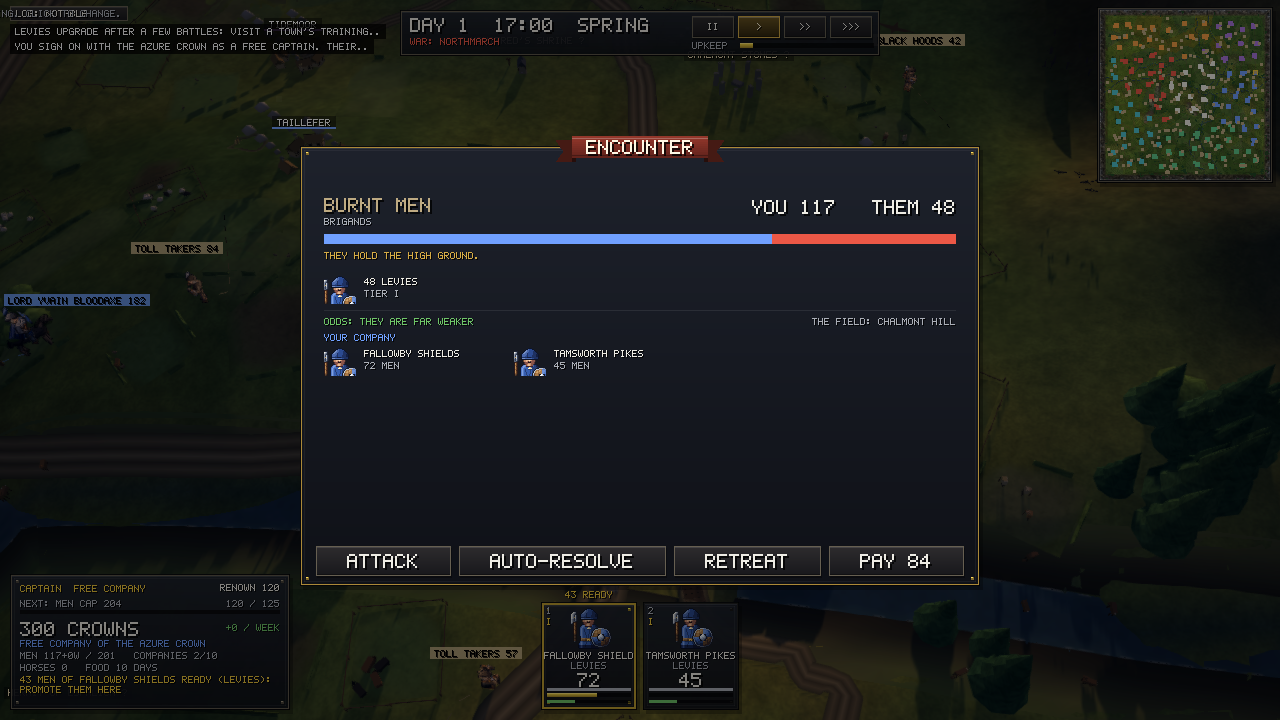 LEVIES UPGRADE AFTER A FEW BATTLES: VISIT A TOWN'S TRAINING..
YOU SIGN ON WITH THE AZURE CROWN AS A FREE CAPTAIN. THEIR..
DAY 1 17:00 SPRING
WAR: NORTHMARCH
II > >> >>>
UPKEEP
BLACK HOODS 42
TAILLEFER
ENCOUNTER
BURNT MEN
YOU 117 THEM 48
BRIGANDS
TOLL TAKERS 84
THEY HOLD THE HIGH GROUND.
48 LEVIES
TIER I
LORD YVAIN BLOODAXE 182
ODDS: THEY ARE FAR WEAKER
THE FIELD: CHALMONT HILL
YOUR COMPANY
FALLOWBY SHIELDS
72 MEN
TAMSWORTH PIKES
45 MEN
ATTACK
AUTO-RESOLVE
RETREAT
PAY 84
CAPTAIN FREE COMPANY
RENOWN 120
NEXT: MEN CAP 204
120 / 125
300 CROWNS
+0 / WEEK
FREE COMPANY OF THE AZURE CROWN
MEN 117+0W / 201 COMPANIES 2/10
HORSES 0 FOOD 10 DAYS
43 MEN OF FALLOWBY SHIELDS READY (LEVIES):
PROMOTE THEM HERE
TOLL TAKERS 57
43 READY
1
I
FALLOWBY SHIELD
LEVIES
72
2
I
TAMSWORTH PIKES
LEVIES
45